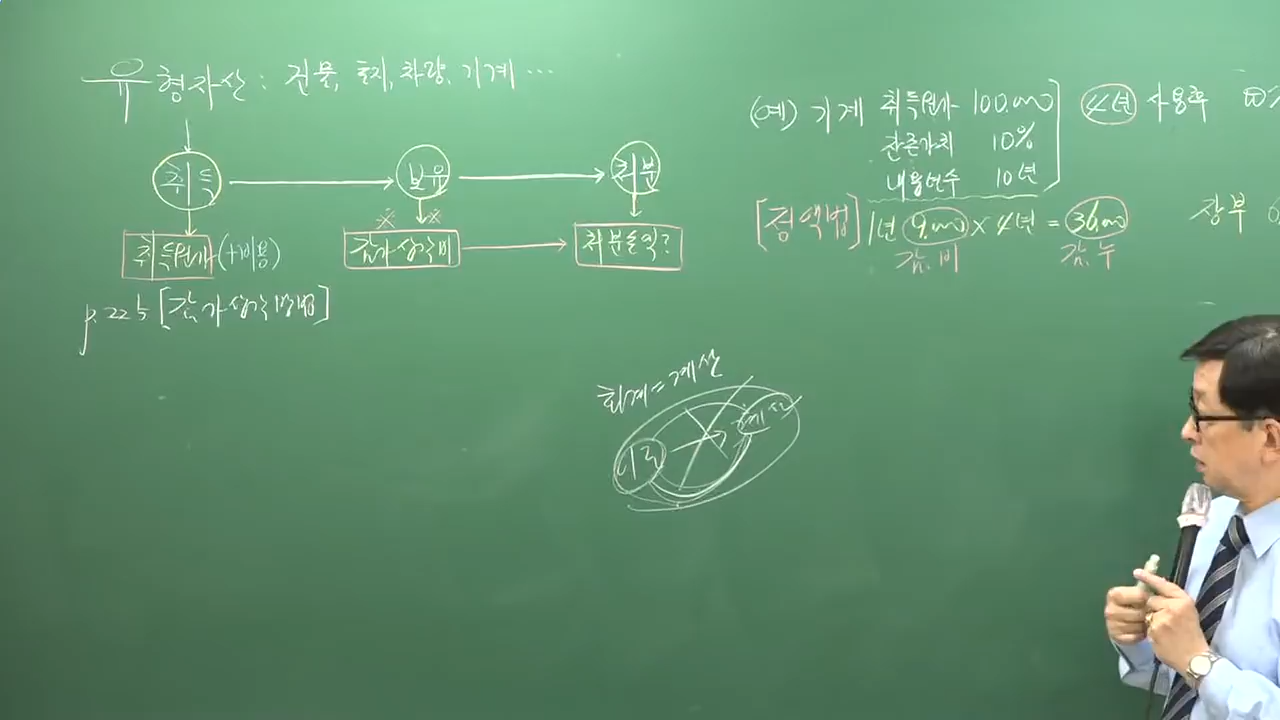 유형자산 : 건물, 토지, 차량, 기계 …
취득 보유 처분
※ ※
취득원가 (+비용) 감가상각비 처분손익?
p.225 [감가상각방법]
(예) 기계 취득원가 100,000 4년 사용후
잔존가치 10%
내용연수 10년
[정액법] 1년 9,000 × 4년 = 36,000 장부
감.비 감.누
회계 = 계산
이론 계산